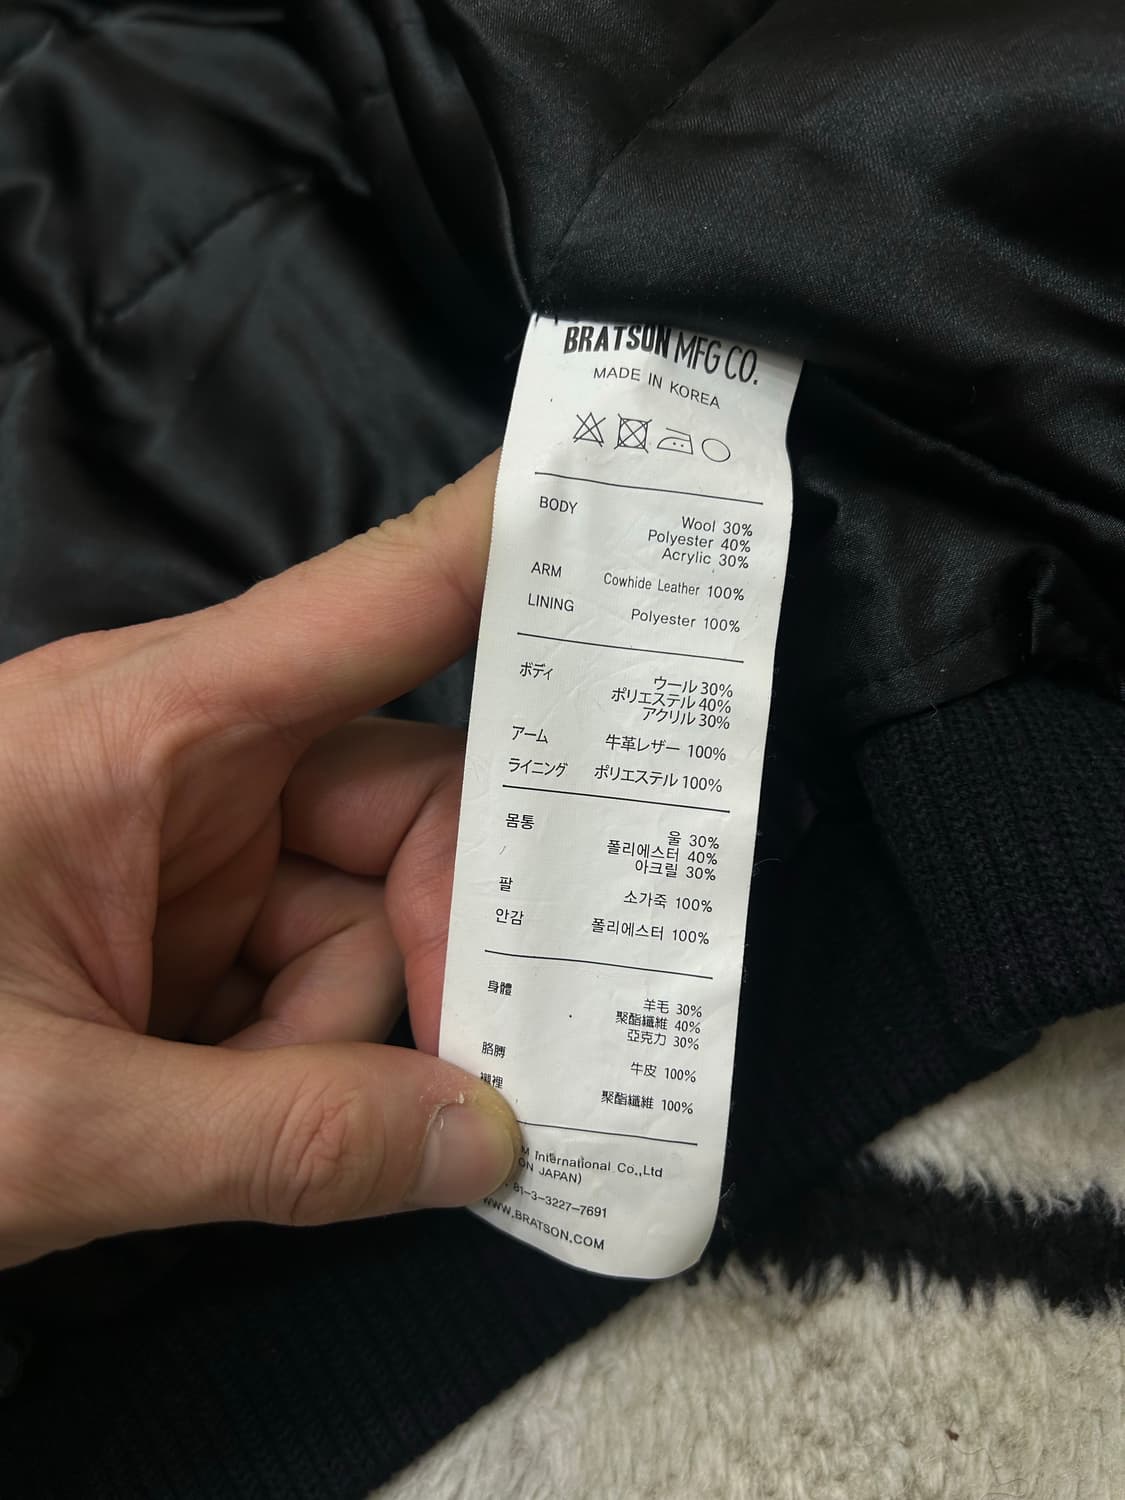 BRATSON MFG CO.
MADE IN KOREA
BODY Wool 30%
Polyester 40%
Acrylic 30%
ARM Cowhide Leather 100%
LINING Polyester 100%
ボディ ウール 30%
ポリエステル 40%
アクリル 30%
アーム 牛革レザー 100%
ライニング ポリエステル 100%
몸통 울 30%
폴리에스터 40%
아크릴 30%
팔 소가죽 100%
안감 폴리에스터 100%
身體 羊毛 30%
聚酯纖維 40%
亞克力 30%
胳膊 牛皮 100%
襯裡 聚酯纖維 100%
M International Co.,Ltd
ON JAPAN)
81-3-3227-7691
WWW.BRATSON.COM